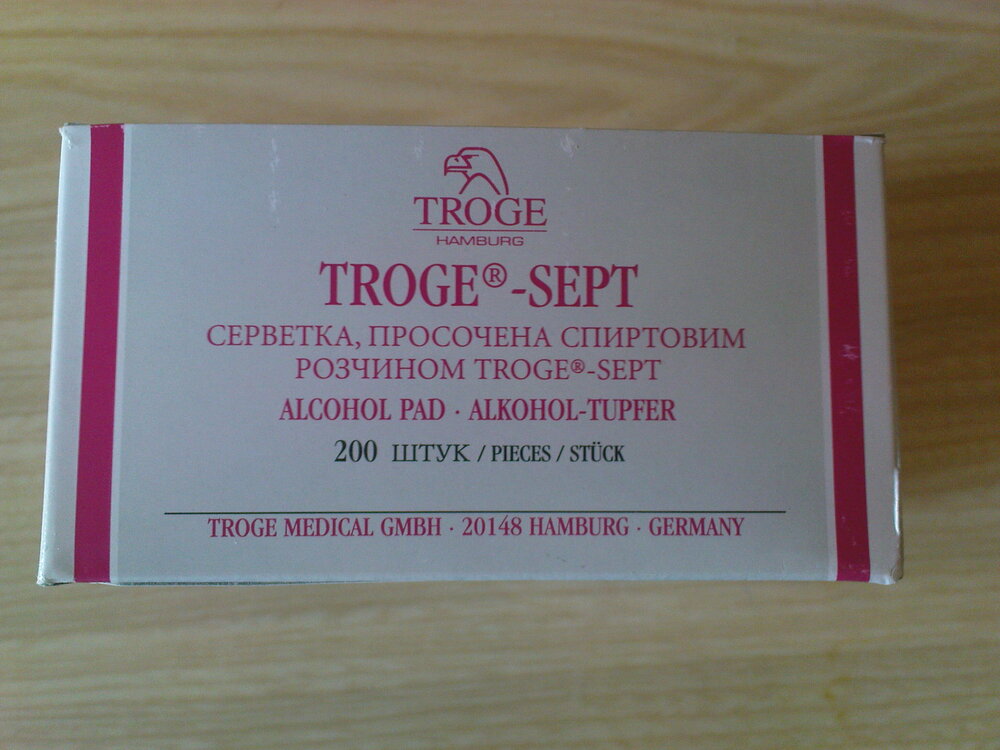 TROGE
HAMBURG
TROGE®-SEPT
СЕРВЕТКА, ПРОСОЧЕНА СПИРТОВИМ
РОЗЧИНОМ TROGE®-SEPT
ALCOHOL PAD · ALKOHOL-TUPFER
200 ШТУК / PIECES / STÜCK
TROGE MEDICAL GMBH · 20148 HAMBURG · GERMANY